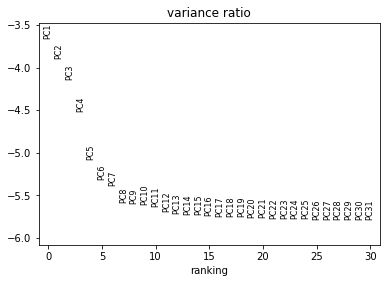 variance ratio
−3.5
−4.0
−4.5
−5.0
−5.5
−6.0
PC1
PC2
PC3
PC4
PC5
PC6
PC7
PC8
PC9
PC10
PC11
PC12
PC13
PC14
PC15
PC16
PC17
PC18
PC19
PC20
PC21
PC22
PC23
PC24
PC25
PC26
PC27
PC28
PC29
PC30
PC31
0 5 10 15 20 25 30
ranking